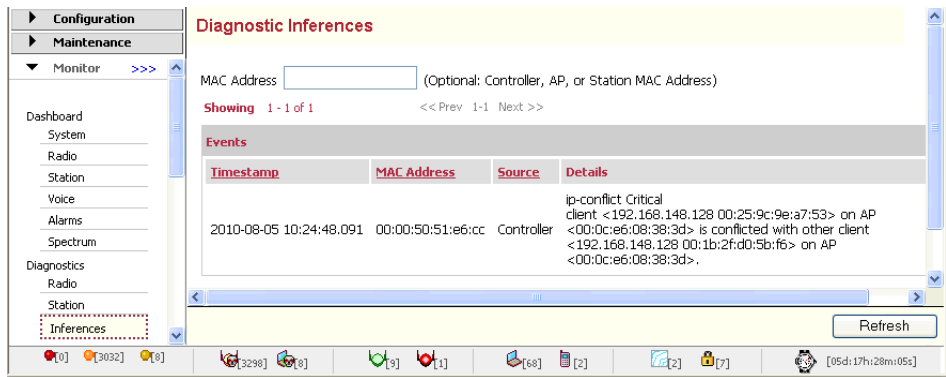 Configuration
Maintenance
Monitor >>>
Dashboard
System
Radio
Station
Voice
Alarms
Spectrum
Diagnostics
Radio
Station
Inferences
Diagnostic Inferences
MAC Address (Optional: Controller, AP, or Station MAC Address)
Showing 1 - 1 of 1 << Prev 1-1 Next >>
Events
Timestamp MAC Address Source Details
2010-08-05 10:24:48.091 00:00:50:51:e6:cc Controller
ip-conflict Critical
client <192.168.148.128 00:25:9c:9e:a7:53> on AP
<00:0c:e6:08:38:3d> is conflicted with other client
<192.168.148.128 00:1b:2f:d0:5b:f6> on AP
<00:0c:e6:08:38:3d>.
Refresh
[0] [3032] [8] [3298] [8] [9] [1] [68] [2] [2] [7] [05d:17h:28m:05s]